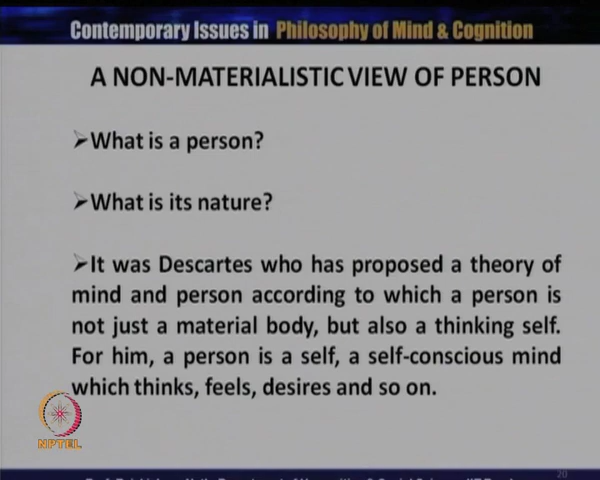 Contemporary Issues in Philosophy of Mind & Cognition
A NON-MATERIALISTIC VIEW OF PERSON
➢What is a person?
➢What is its nature?
➢It was Descartes who has proposed a theory of
mind and person according to which a person is
not just a material body, but also a thinking self.
For him, a person is a self, a self-conscious mind
which thinks, feels, desires and so on.
NPTEL
20